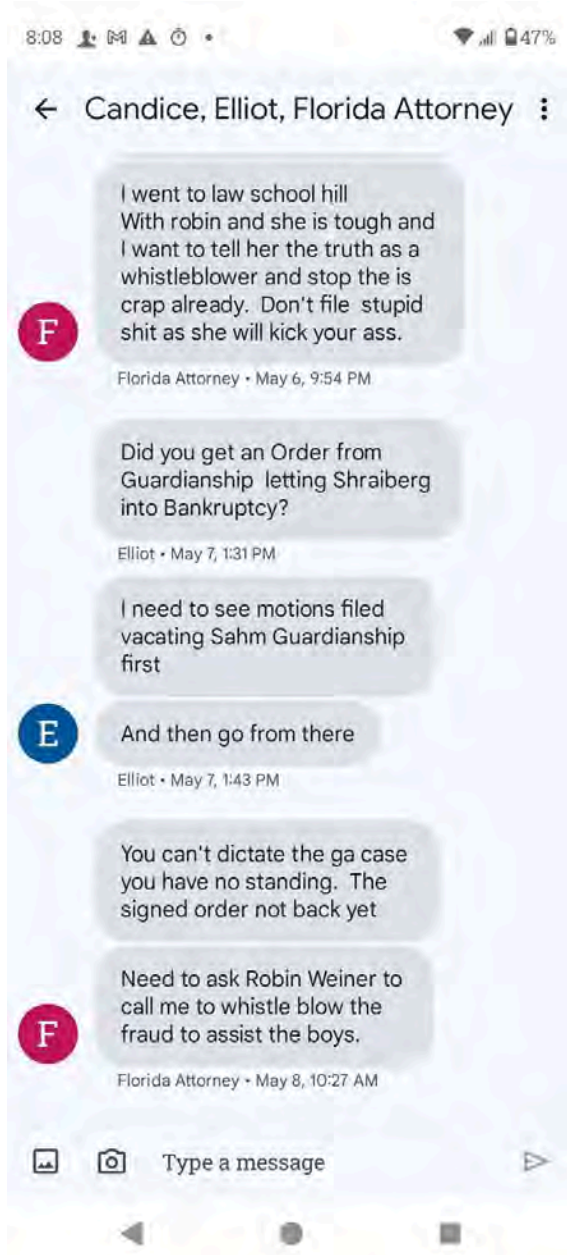 8:08
47%
Candice, Elliot, Florida Attorney
I went to law school hill
With robin and she is tough and
I want to tell her the truth as a
whistleblower and stop the is
crap already.  Don't file  stupid
shit as she will kick your ass.
F
Florida Attorney • May 6, 9:54 PM
Did you get an Order from
Guardianship  letting Shraiberg
into Bankruptcy?
Elliot • May 7, 1:31 PM
I need to see motions filed
vacating Sahm Guardianship
first
E
And then go from there
Elliot • May 7, 1:43 PM
You can't dictate the ga case
you have no standing.  The
signed order not back yet
Need to ask Robin Weiner to
call me to whistle blow the
fraud to assist the boys.
F
Florida Attorney • May 8, 10:27 AM
Type a message